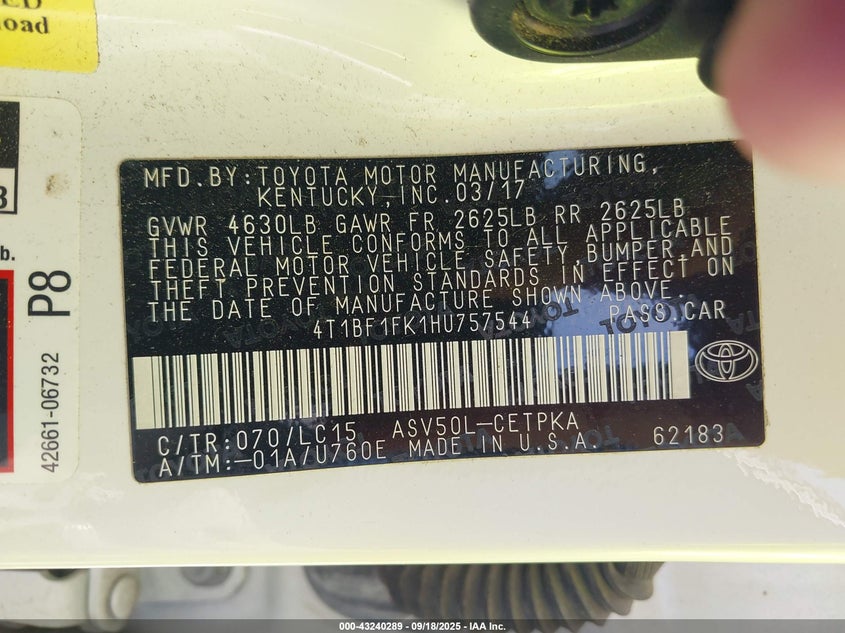 CD
load
3
b.
P8
42661-06732
MFD.BY:TOYOTA MOTOR MANUFACTURING,
KENTUCKY,INC.03/17
GVWR 4630LB GAWR FR 2625LB RR 2625LB
THIS VEHICLE CONFORMS TO ALL APPLICABLE
FEDERAL MOTOR VEHICLE SAFETY,BUMPER,AND
THEFT PREVENTION STANDARDS IN EFFECT ON
THE DATE OF MANUFACTURE SHOWN ABOVE.
4T1BF1FK1HU757544 PASS.CAR
C/TR:070/LC15 ASV50L-CETPKA
A/TM:-01A/U760E MADE IN U.S.A. 62183
000-43240289 - 09/18/2025 - IAA Inc.